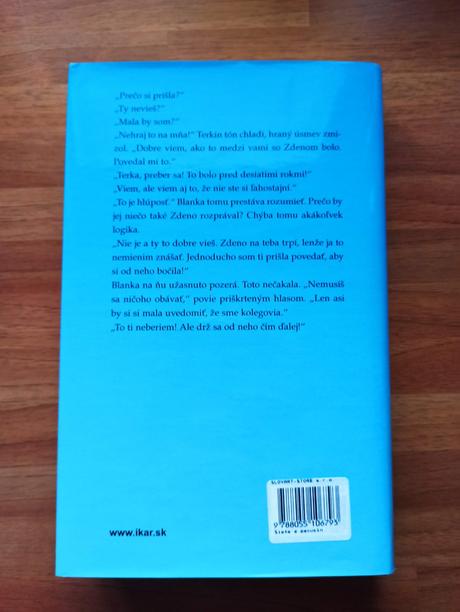 „Prečo si prišla?“
„Ty nevieš?“
„Mala by som?“
„Nehraj to na mňa!“ Terkin tón chladí, hraný úsmev zmi-
zol. „Dobre viem, ako to medzi vami so Zdenom bolo.
Povedal mi to.“
„Terka, preber sa! To bolo pred desiatimi rokmi!“
„Viem, ale viem aj to, že nie ste si ľahostajní.“
„To je hlúposť.“ Blanka tomu prestáva rozumieť. Prečo by
jej niečo také Zdeno rozprával? Chýba tomu akákoľvek
logika.
„Nie je a ty to dobre vieš. Zdeno na teba trpí, lenže ja to
nemienim znášať. Jednoducho som ti prišla povedať, aby
si od neho bočila!“
Blanka na ňu užasnuto pozerá. Toto nečakala. „Nemusíš
sa ničoho obávať,“ povie priškrteným hlasom. „Len asi
by si si mala uvedomiť, že sme kolegovia.“
„To ti neberiem! Ale drž sa od neho čím ďalej!“
SLOVART-STORE s.r.o
9 788055 106793
www.ikar.sk